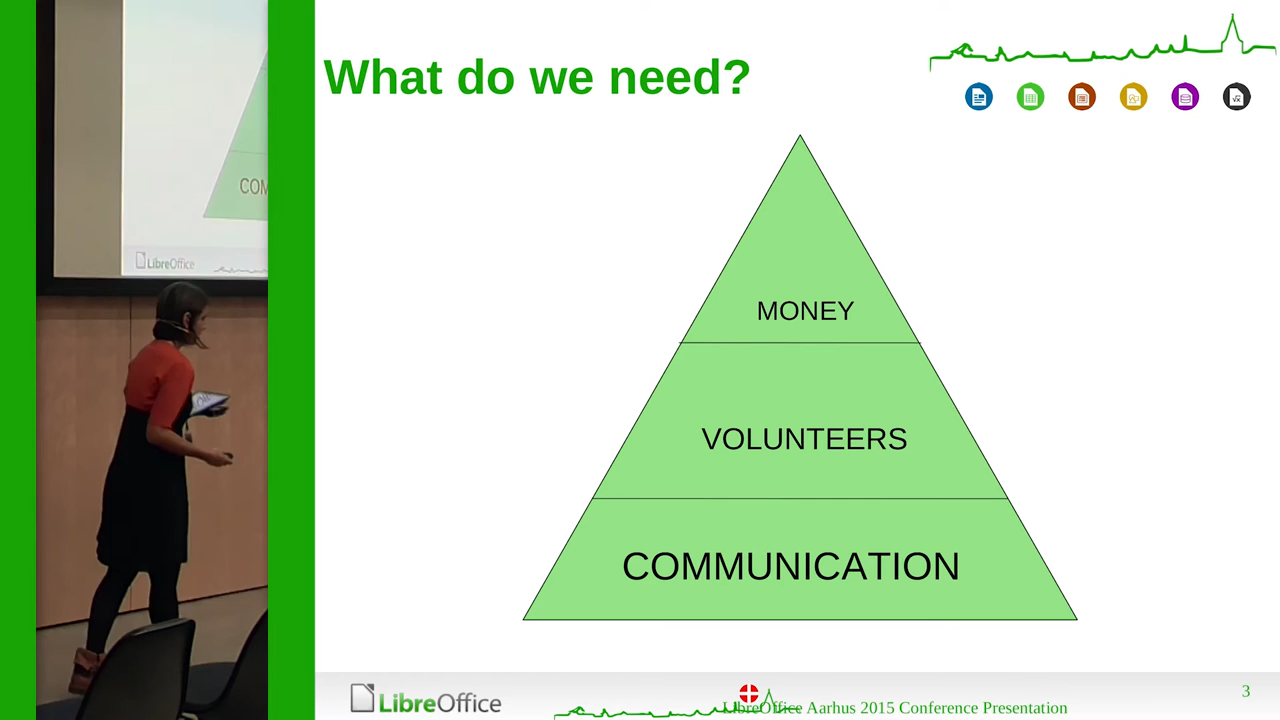 COM
LibreOffice
What do we need?
MONEY
VOLUNTEERS
COMMUNICATION
LibreOffice
LibreOffice Aarhus 2015 Conference Presentation
3